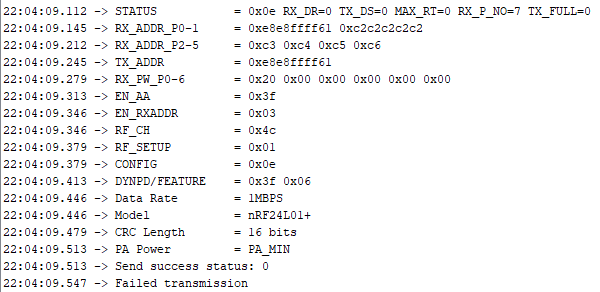 22:04:09.112 -> STATUS = 0x0e RX_DR=0 TX_DS=0 MAX_RT=0 RX_P_NO=7 TX_FULL=0
22:04:09.145 -> RX_ADDR_P0-1 = 0xe8e8ffff61 0xc2c2c2c2c2
22:04:09.212 -> RX_ADDR_P2-5 = 0xc3 0xc4 0xc5 0xc6
22:04:09.245 -> TX_ADDR = 0xe8e8ffff61
22:04:09.279 -> RX_PW_P0-6 = 0x20 0x00 0x00 0x00 0x00 0x00
22:04:09.313 -> EN_AA = 0x3f
22:04:09.346 -> EN_RXADDR = 0x03
22:04:09.346 -> RF_CH = 0x4c
22:04:09.379 -> RF_SETUP = 0x01
22:04:09.379 -> CONFIG = 0x0e
22:04:09.413 -> DYNPD/FEATURE = 0x3f 0x06
22:04:09.446 -> Data Rate = 1MBPS
22:04:09.446 -> Model = nRF24L01+
22:04:09.479 -> CRC Length = 16 bits
22:04:09.513 -> PA Power = PA_MIN
22:04:09.513 -> Send success status: 0
22:04:09.547 -> Failed transmission